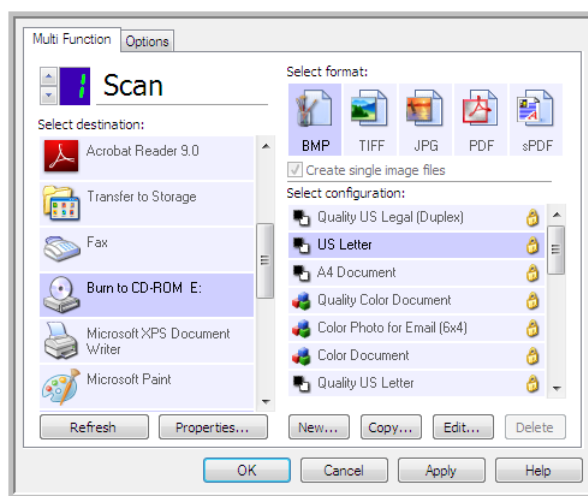 Multi Function
Options
1
Scan
Select destination:
Acrobat Reader 9.0
Transfer to Storage
Fax
Burn to CD-ROM E:
Microsoft XPS Document
Writer
Microsoft Paint
Refresh
Properties...
Select format:
BMP
TIFF
JPG
PDF
sPDF
Create single image files
Select configuration:
Quality US Legal (Duplex)
US Letter
A4 Document
Quality Color Document
Color Photo for Email (6x4)
Color Document
Quality US Letter
New...
Copy...
Edit...
Delete
OK
Cancel
Apply
Help